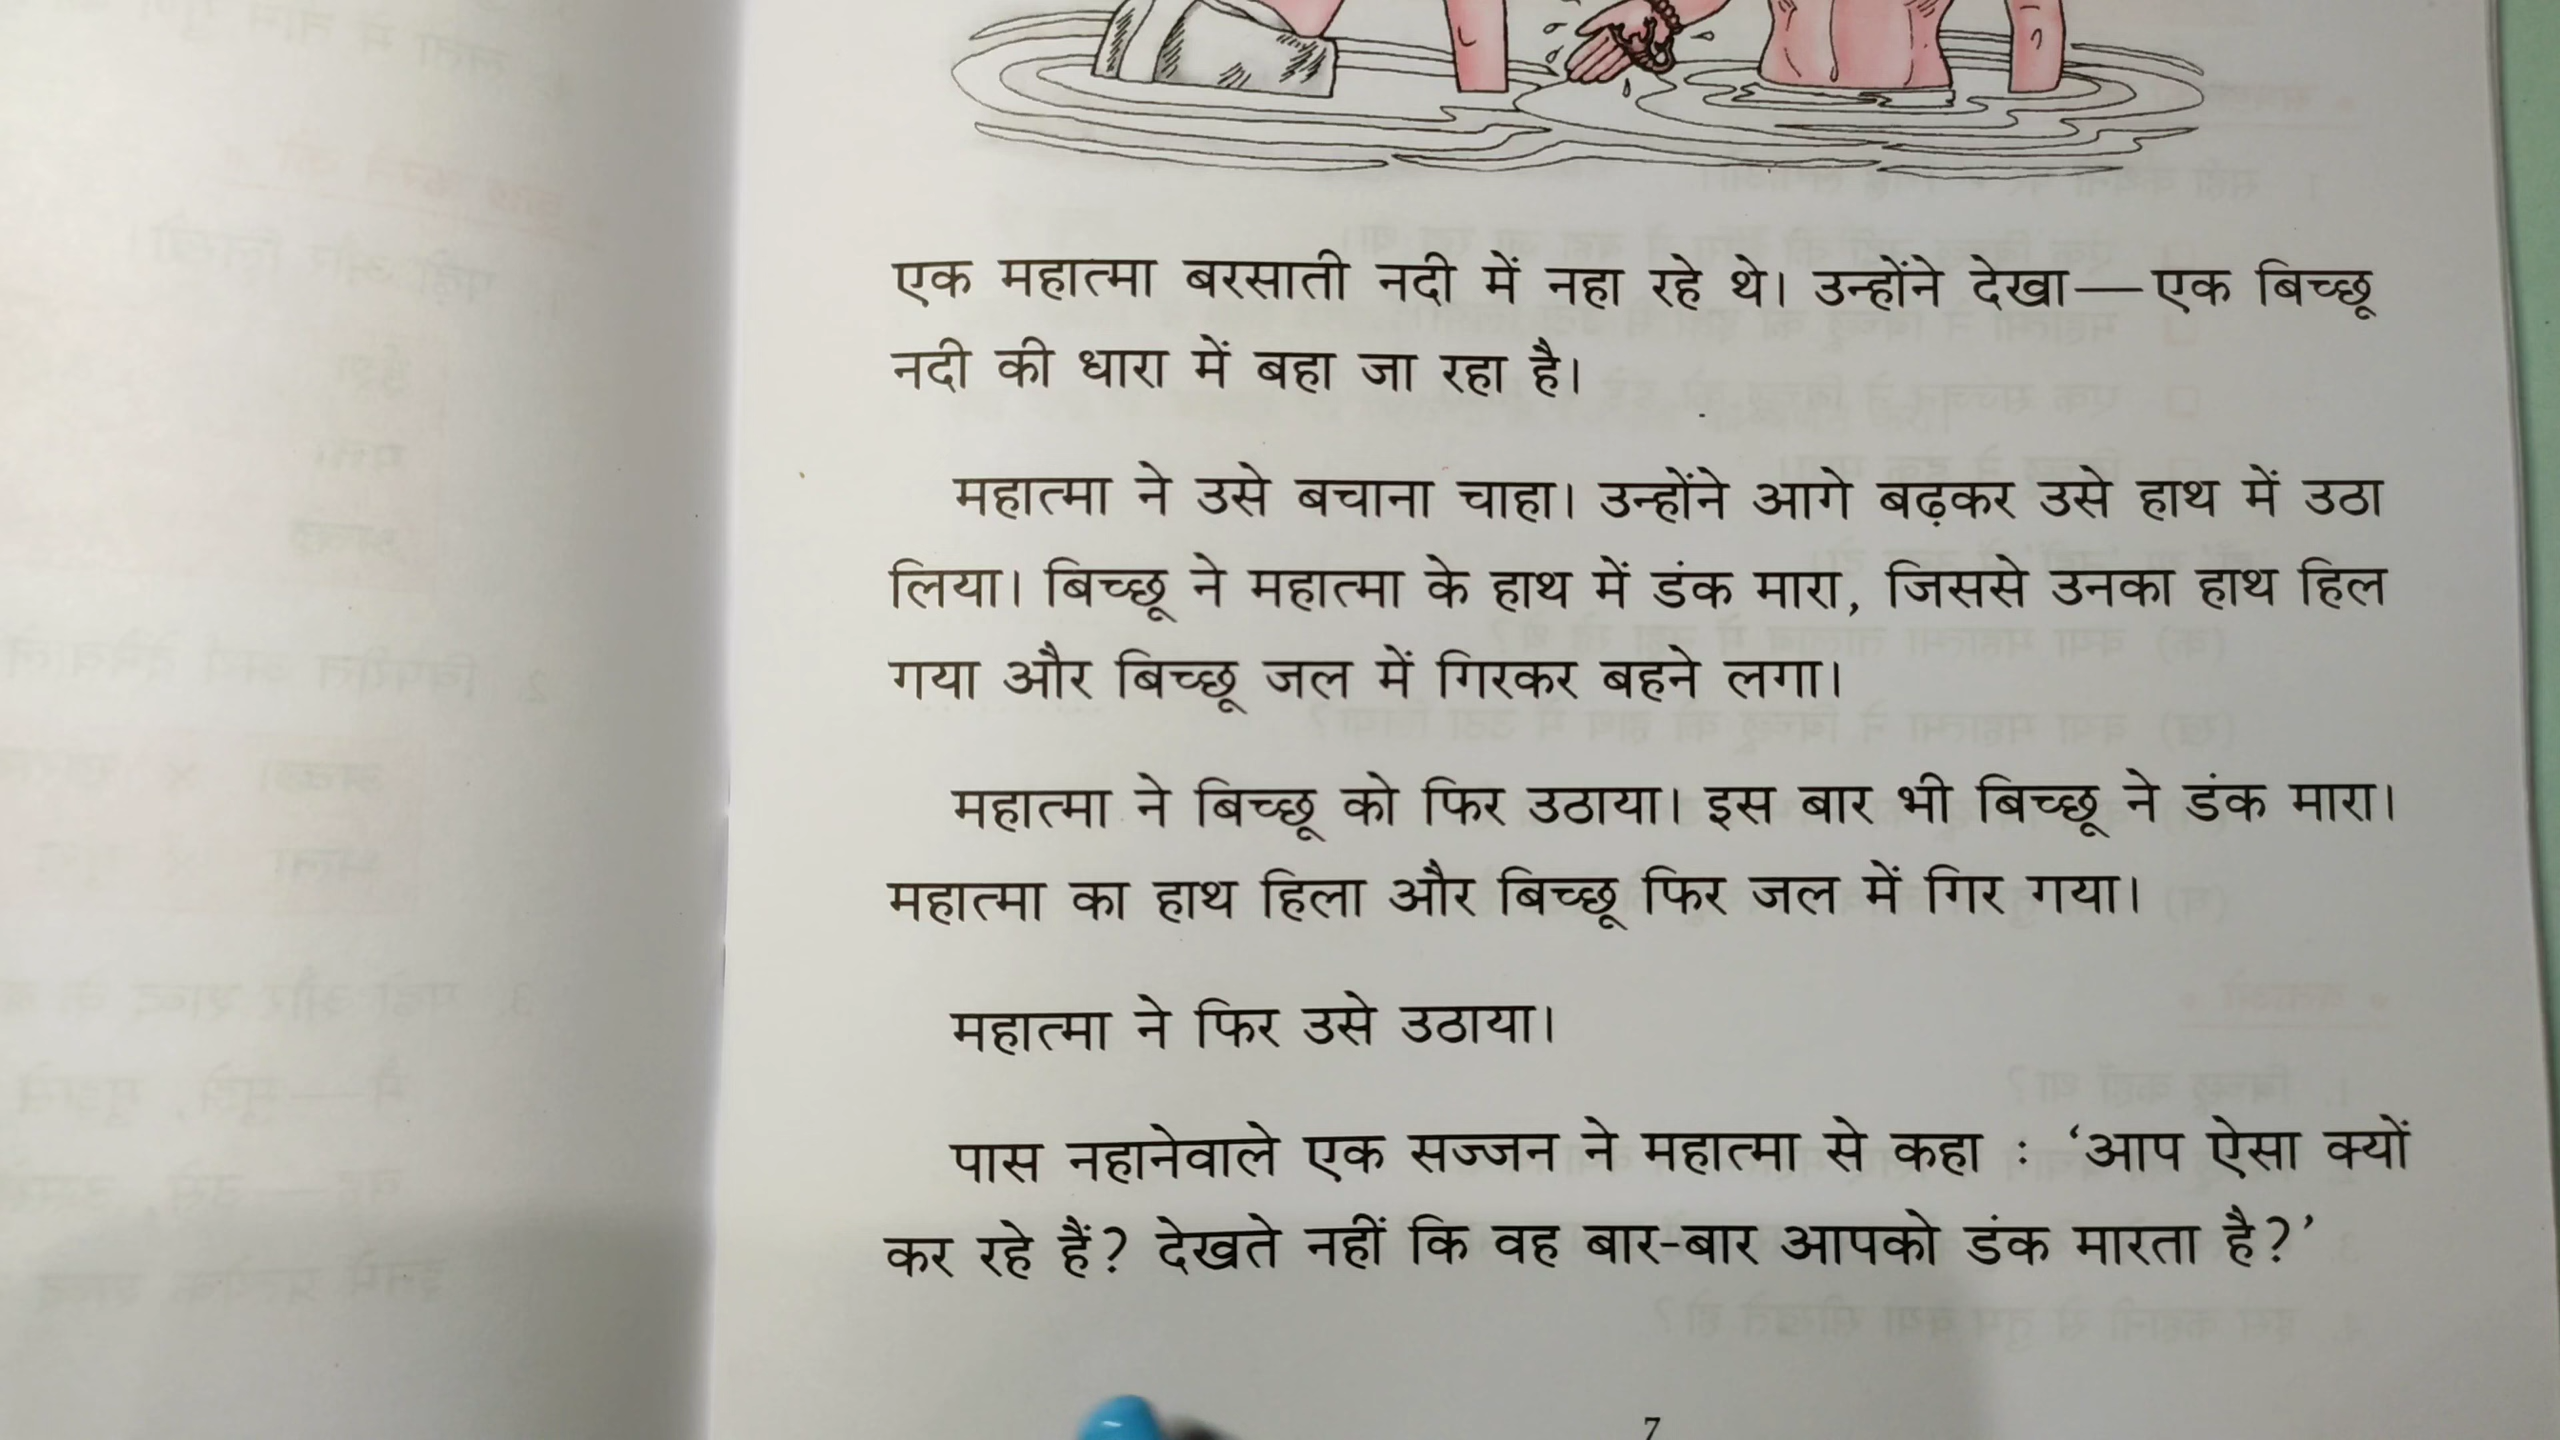 एक महात्मा बरसाती नदी में नहा रहे थे। उन्होंने देखा—एक बिच्छू
नदी की धारा में बहा जा रहा है।
महात्मा ने उसे बचाना चाहा। उन्होंने आगे बढ़कर उसे हाथ में उठा
लिया। बिच्छू ने महात्मा के हाथ में डंक मारा, जिससे उनका हाथ हिल
गया और बिच्छू जल में गिरकर बहने लगा।
महात्मा ने बिच्छू को फिर उठाया। इस बार भी बिच्छू ने डंक मारा।
महात्मा का हाथ हिला और बिच्छू फिर जल में गिर गया।
महात्मा ने फिर उसे उठाया।
पास नहानेवाले एक सज्जन ने महात्मा से कहा : ‘आप ऐसा क्यों
कर रहे हैं? देखते नहीं कि वह बार-बार आपको डंक मारता है?’
7